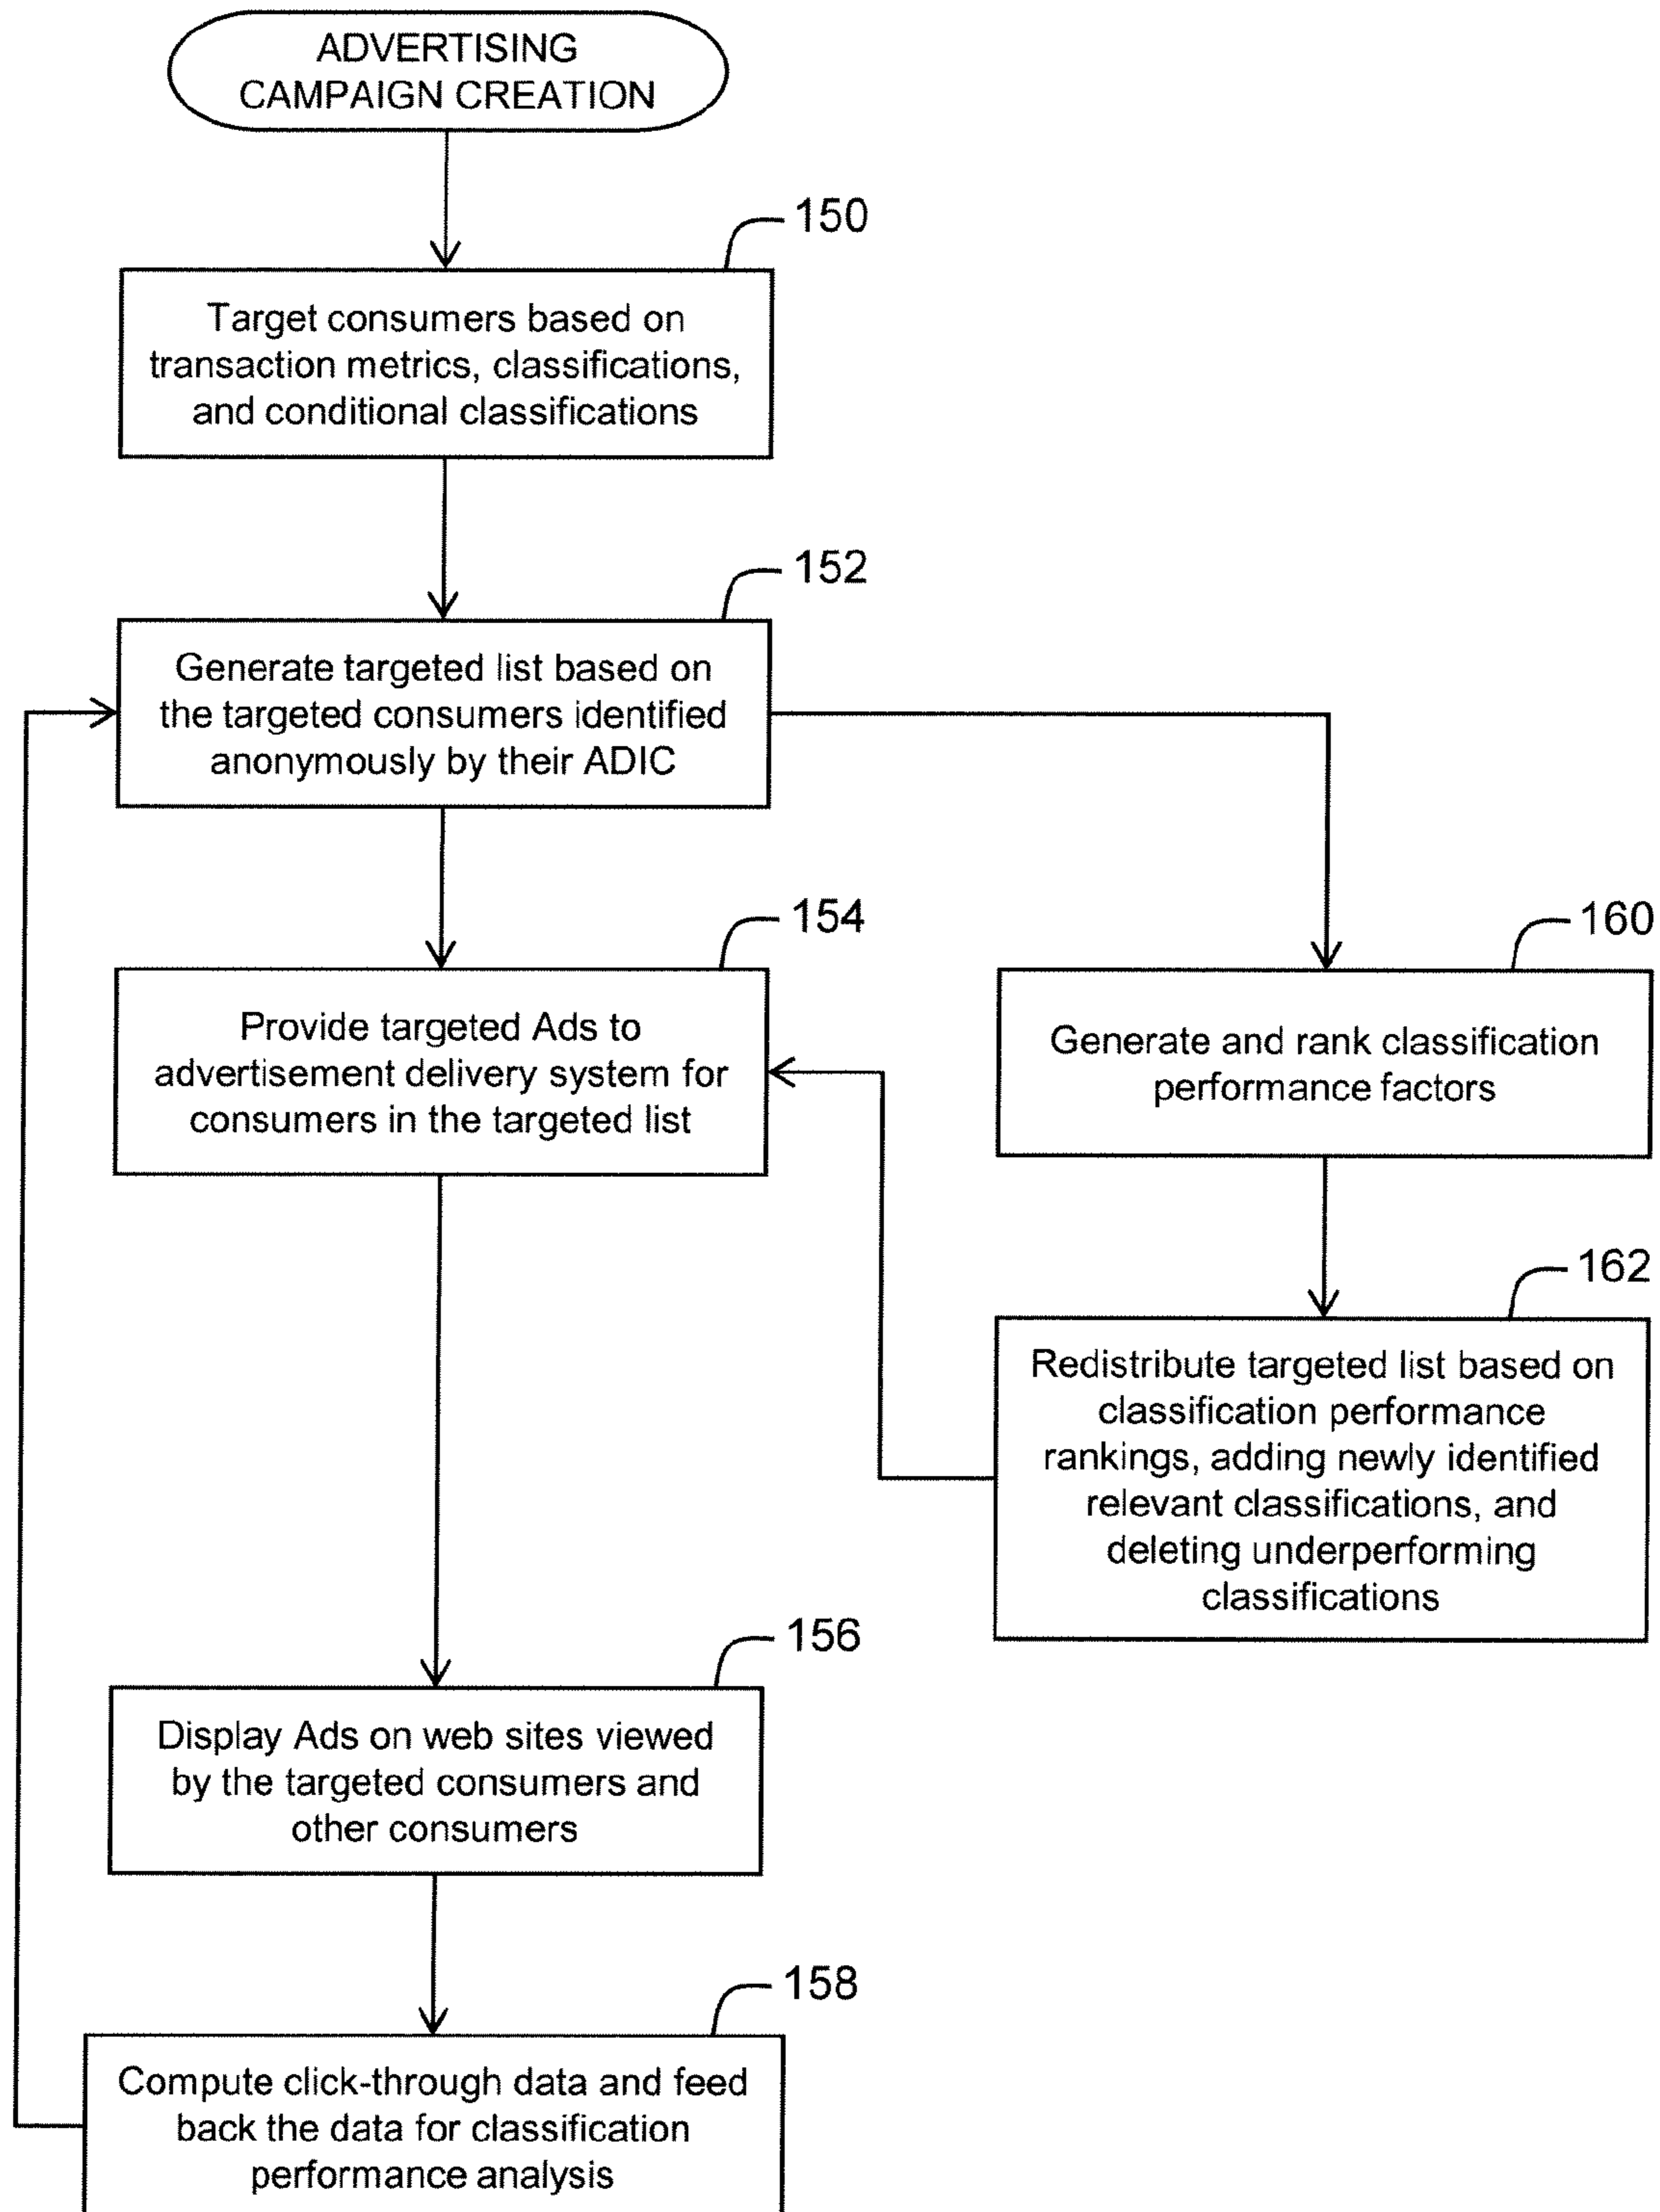 ADVERTISING
CAMPAIGN CREATION
150
Target consumers based on
transaction metrics, classifications,
and conditional classifications
152
Generate targeted list based on
the targeted consumers identified
anonymously by their ADIC
154
Provide targeted Ads to
advertisement delivery system for
consumers in the targeted list
160
Generate and rank classification
performance factors
162
Redistribute targeted list based on
classification performance
rankings, adding newly identified
relevant classifications, and
deleting underperforming
classifications
156
Display Ads on web sites viewed
by the targeted consumers and
other consumers
158
Compute click-through data and feed
back the data for classification
performance analysis